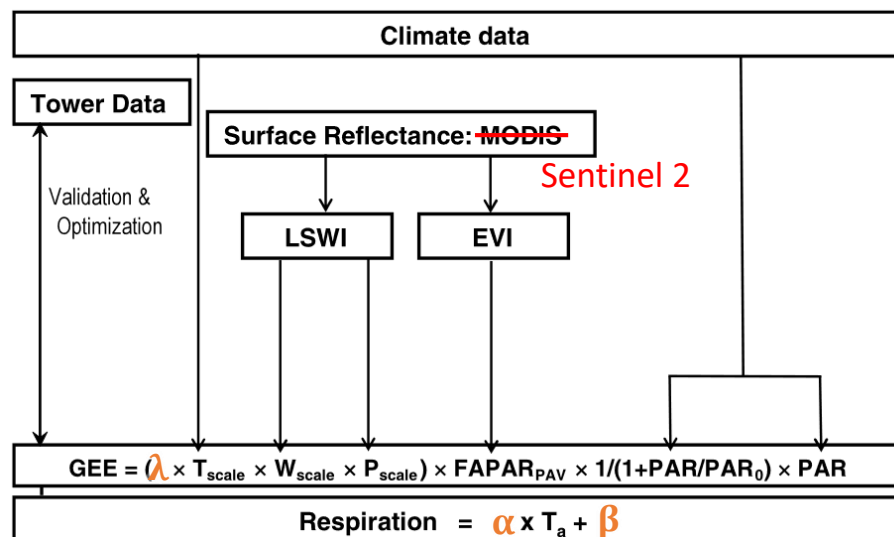 Climate data
Tower Data
Surface Reflectance: MODIS
Sentinel 2
Validation &
Optimization
LSWI
EVI
GEE = (λ × Tscale × Wscale × Pscale) × FAPARPAV × 1/(1+PAR/PAR0) × PAR
Respiration = α x Ta + β